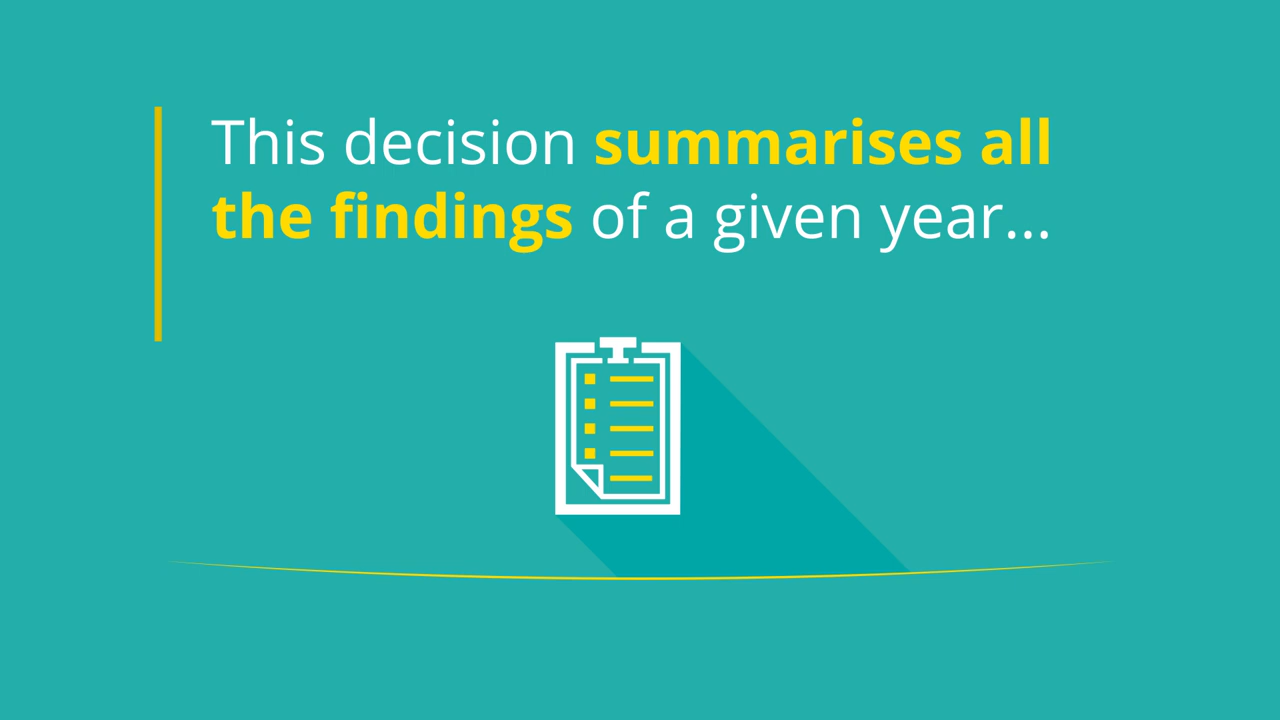 This decision summarises all
the findings of a given year...